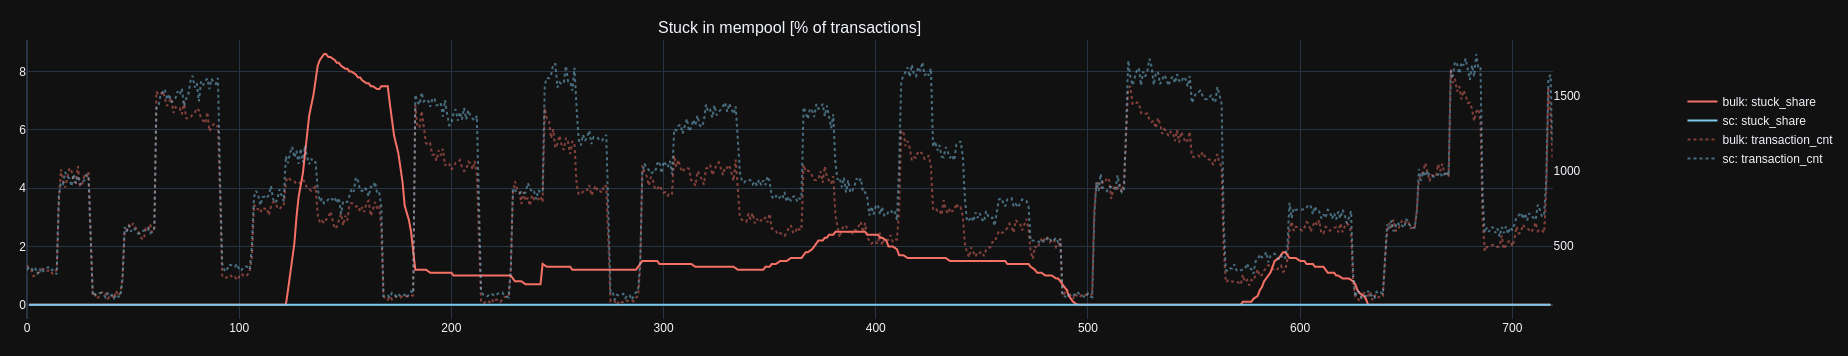 Stuck in mempool [% of transactions]
8
6
4
2
0
1500
1000
500
0 100 200 300 400 500 600 700
bulk: stuck_share
sc: stuck_share
bulk: transaction_cnt
sc: transaction_cnt